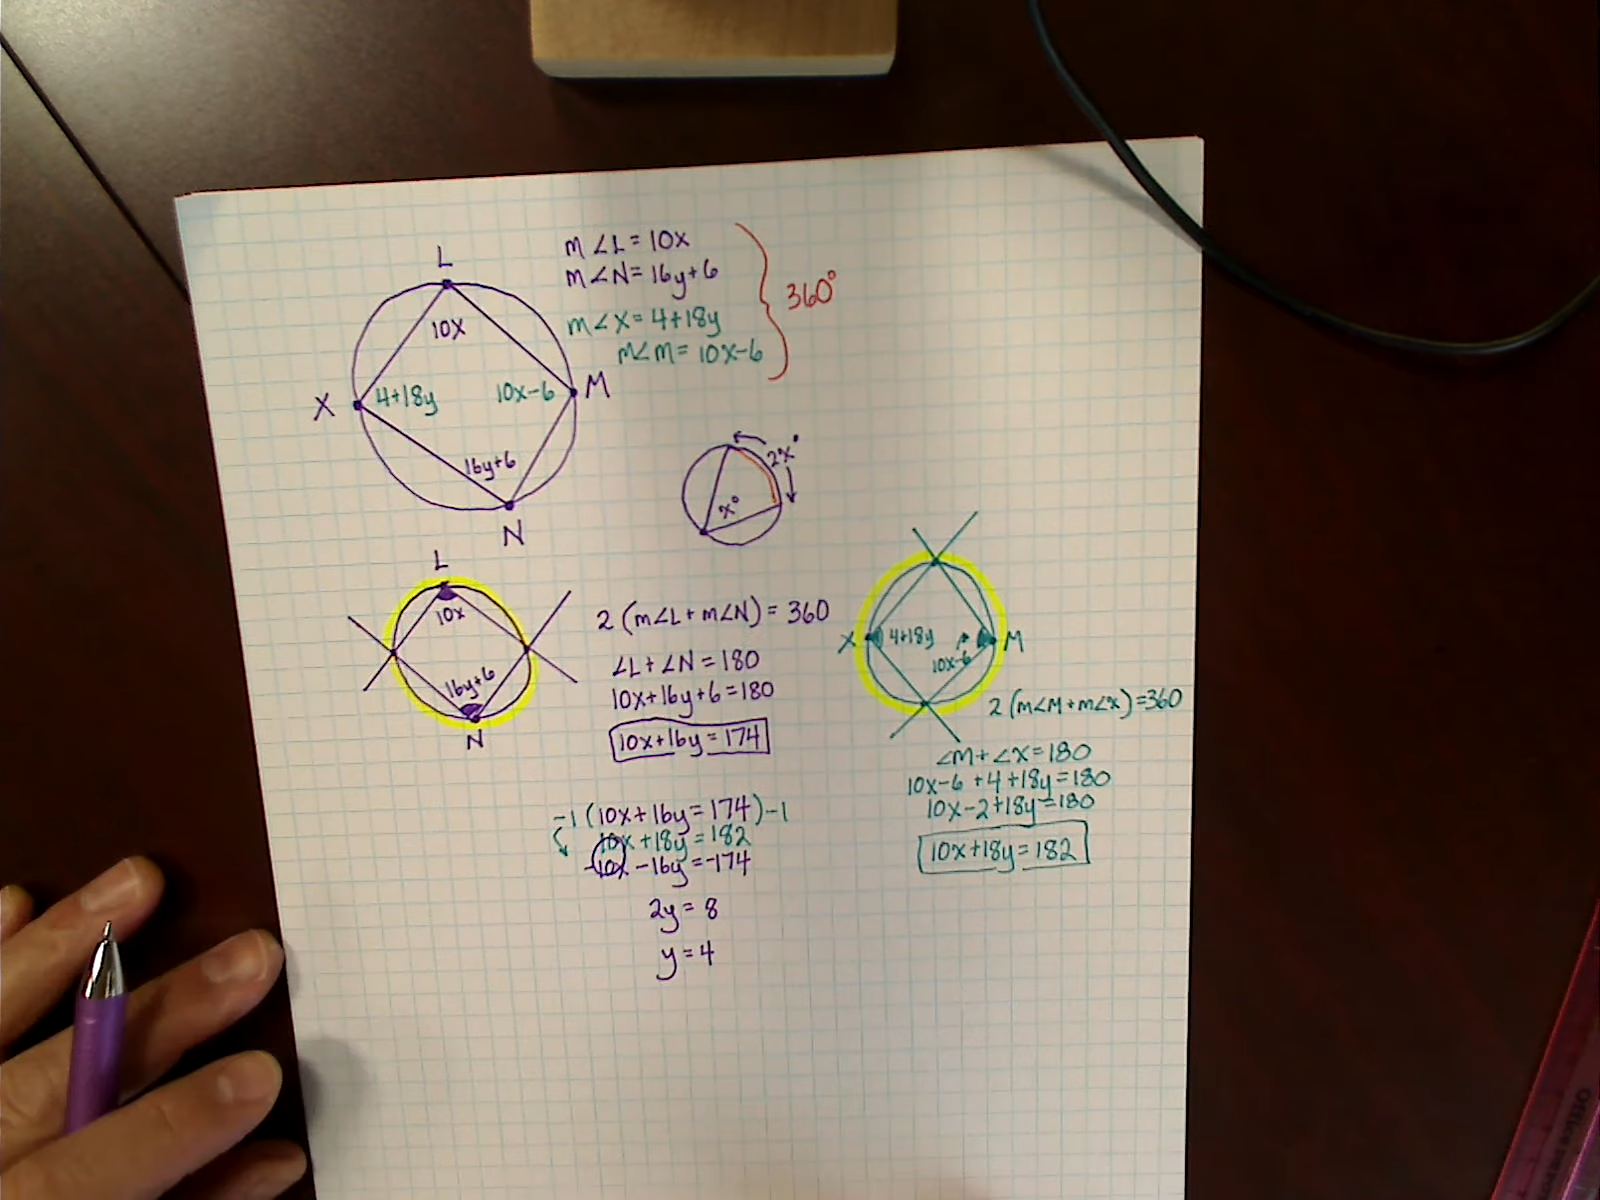 L
10x
X
4+18y
10x-6
M
16y+6
N
m∠L=10x
m∠N=16y+6
m∠X=4+18y
m∠M=10x-6
360°
2x°
x°
L
10x
16y+6
N
2(m∠L+m∠N)=360
∠L+∠N=180
10x+16y+6=180
10x+16y=174
-1(10x+16y=174)-1
10x+18y=182
-10x-16y=-174
2y=8
y=4
X
4+18y
10x-6
M
2(m∠M+m∠x)=360
∠M+∠X=180
10x-6+4+18y=180
10x-2+18y=180
10x+18y=182